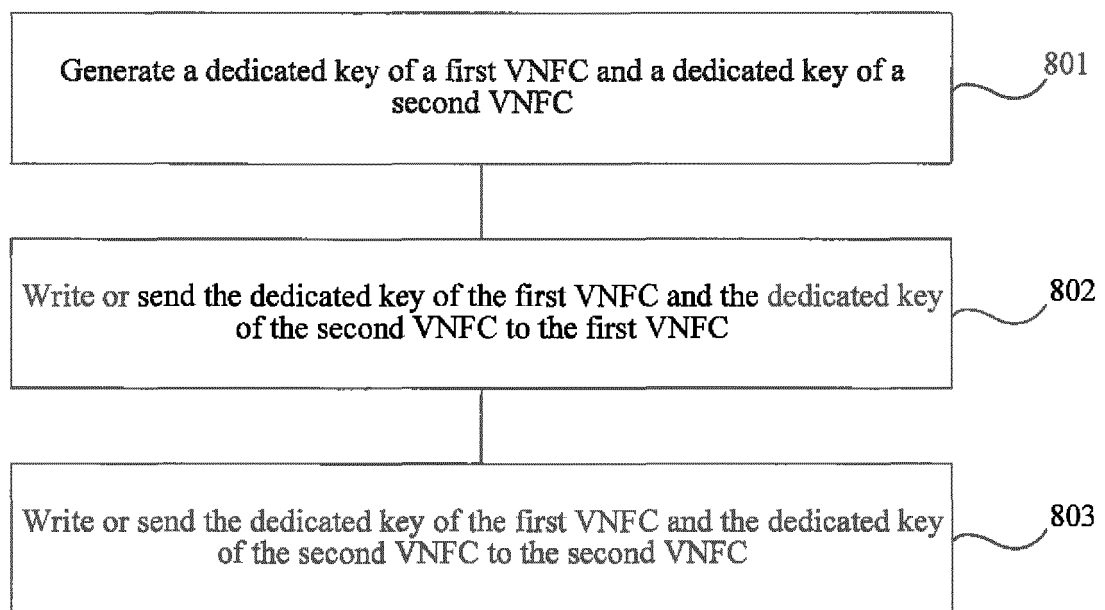 Generate a dedicated key of a first VNFC and a dedicated key of a
second VNFC
801
Write or send the dedicated key of the first VNFC and the dedicated key
of the second VNFC to the first VNFC
802
Write or send the dedicated key of the first VNFC and the dedicated key
of the second VNFC to the second VNFC
803